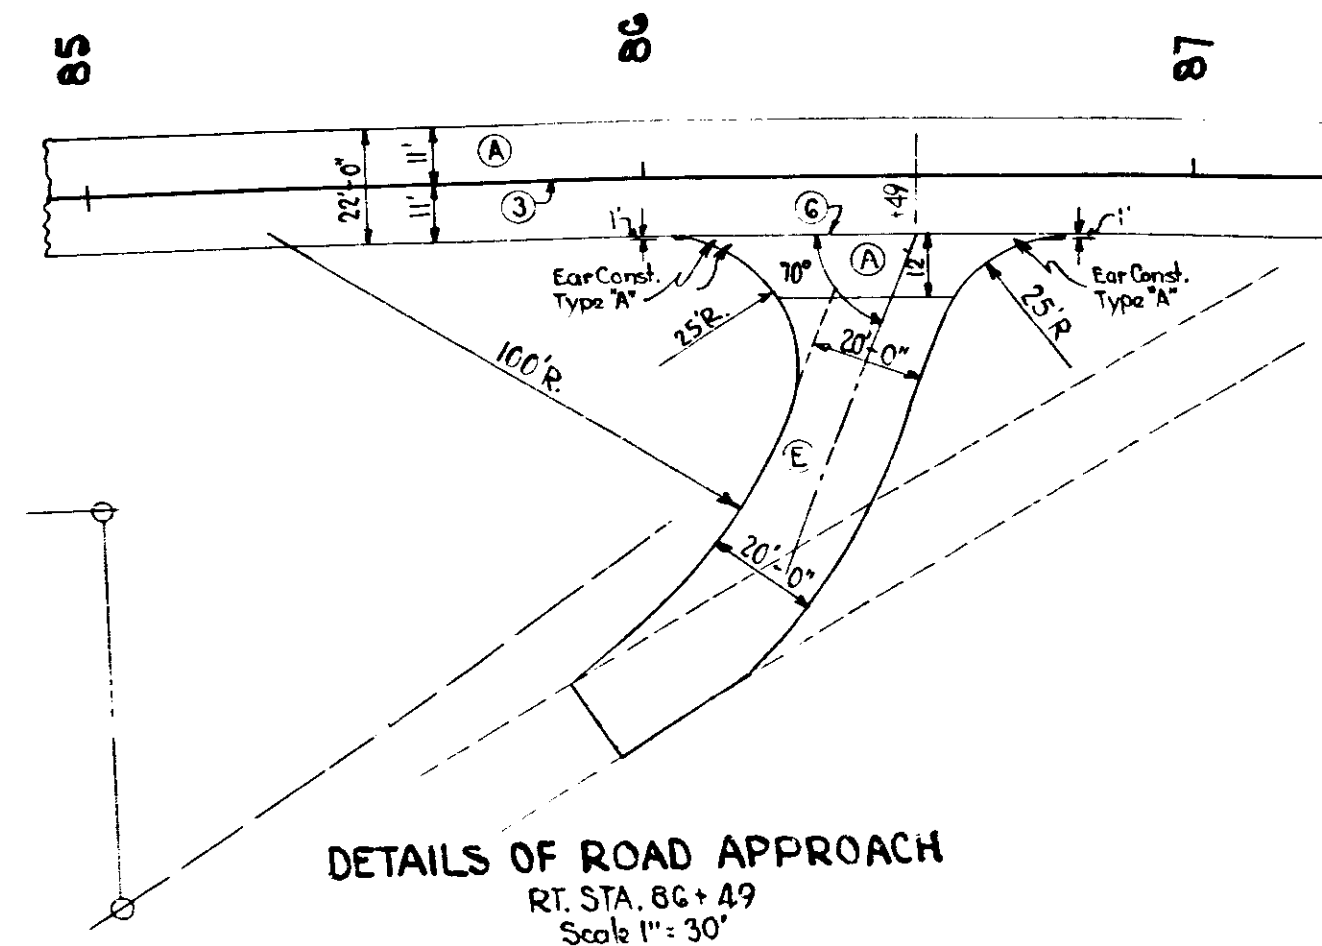 85
86
87
22'-0"
11'
11'
A
3
1'
6
+49
1'
Ear Const.
Type "A"
70°
A
12'
Ear Const.
Type "A"
25'R.
25'R
100'R.
20'-0"
E
20'-0"
DETAILS OF ROAD APPROACH
RT. STA. 86+49
Scale 1" = 30'